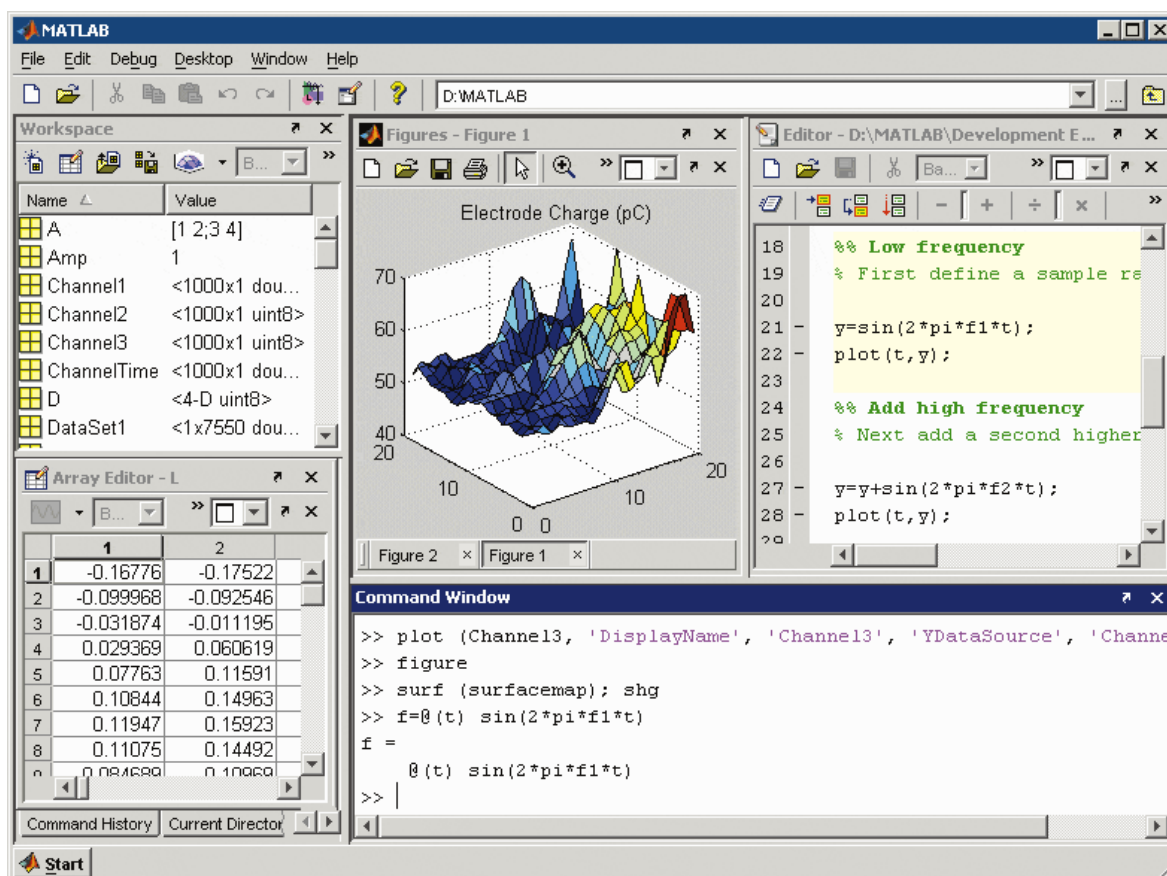 MATLAB
File Edit Debug Desktop Window Help
D:\MATLAB
...
Workspace
B...
Name Value
A [1 2;3 4]
Amp 1
Channel1 <1000x1 dou...
Channel2 <1000x1 uint8>
Channel3 <1000x1 uint8>
ChannelTime <1000x1 dou...
D <4-D uint8>
DataSet1 <1x7550 dou...
Array Editor - L
B...
1 2
1 -0.16776 -0.17522
2 -0.099968 -0.092546
3 -0.031874 -0.011195
4 0.029369 0.060619
5 0.07763 0.11591
6 0.10844 0.14963
7 0.11947 0.15923
8 0.11075 0.14492
9 0.084689 0.10969
Command History Current Director
Start
Figures - Figure 1
Electrode Charge (pC)
70
60
50
40
20
10
0
0
10
20
Figure 2 Figure 1
Editor - D:\MATLAB\Development E...
Ba...
18 %% Low frequency
19 % First define a sample ra
20
21 - y=sin(2*pi*f1*t);
22 - plot(t,y);
23
24 %% Add high frequency
25 % Next add a second higher
26
27 - y=y+sin(2*pi*f2*t);
28 - plot(t,y);
29
Command Window
>> plot (Channel3, 'DisplayName', 'Channel3', 'YDataSource', 'Channe
>> figure
>> surf (surfacemap); shg
>> f=@(t) sin(2*pi*f1*t)
f =
@(t) sin(2*pi*f1*t)
>>